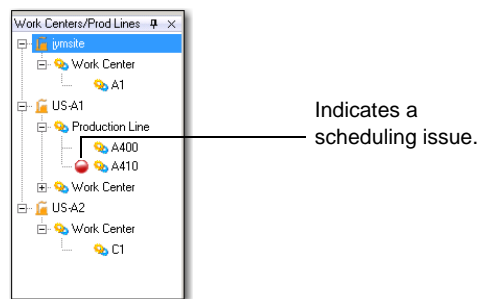 Work Centers/Prod Lines
jymsite
Work Center
A1
US-A1
Production Line
A400
A410
Work Center
US-A2
Work Center
C1
Indicates a
scheduling issue.